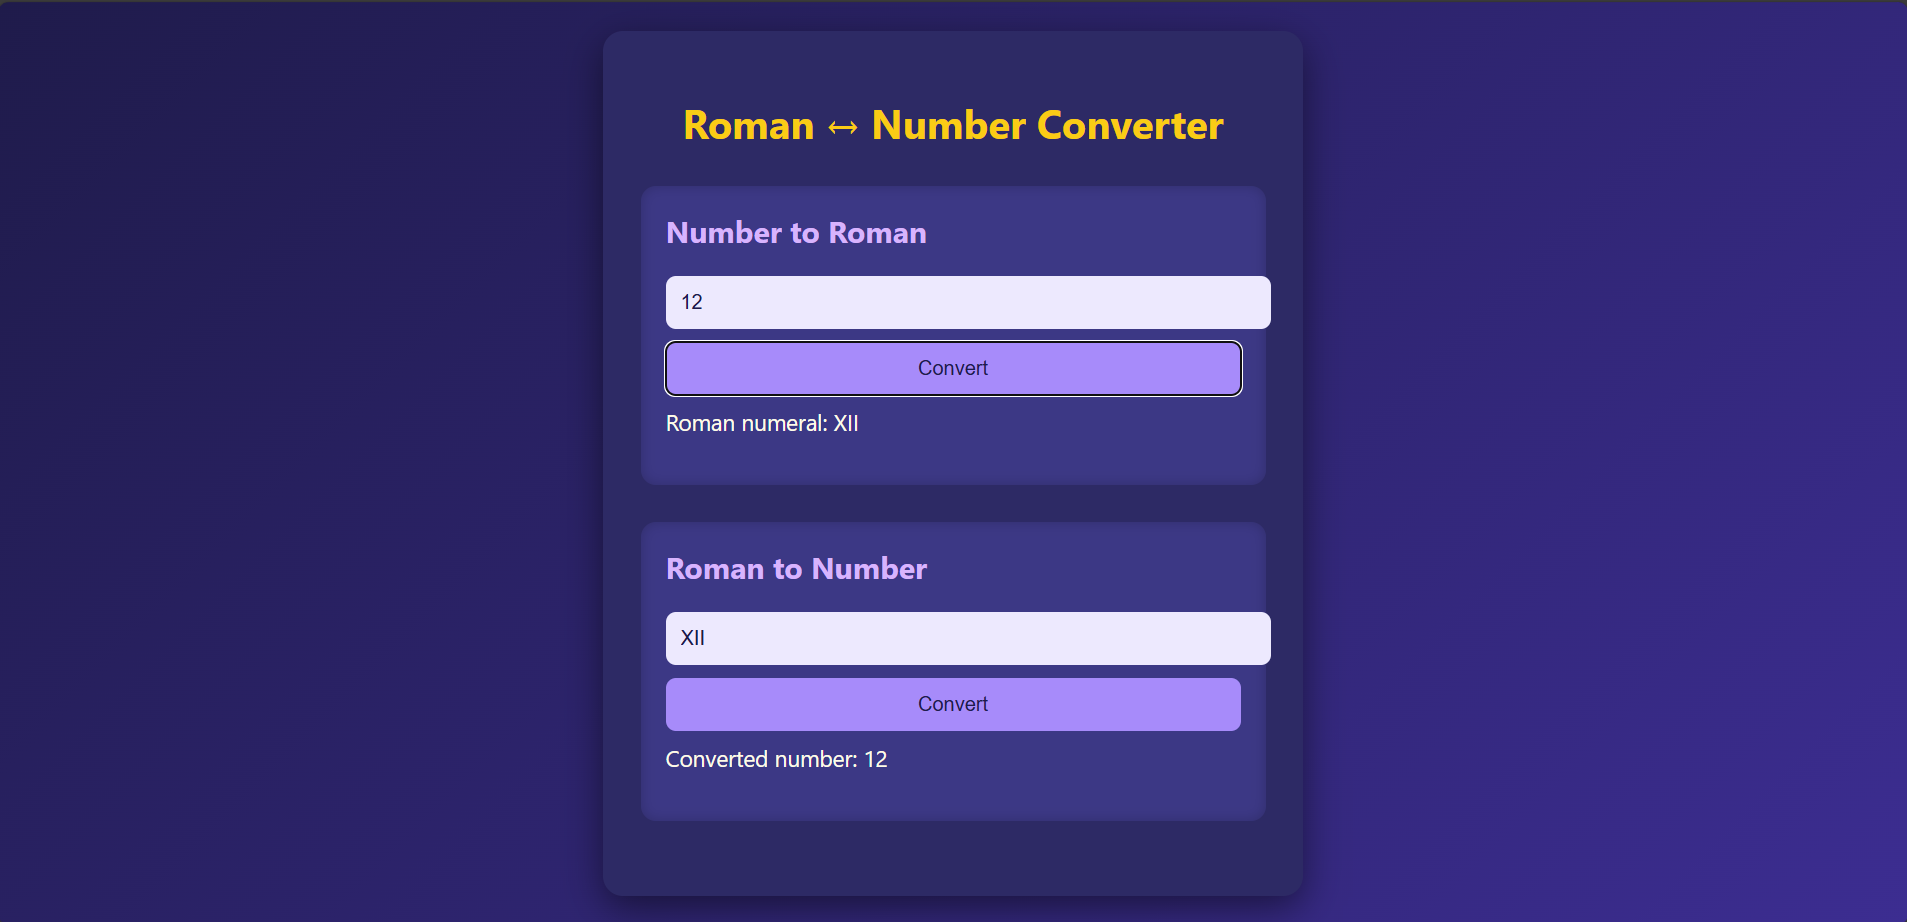 Roman ↔ Number Converter
Number to Roman
12
Convert
Roman numeral: XII
Roman to Number
XII
Convert
Converted number: 12